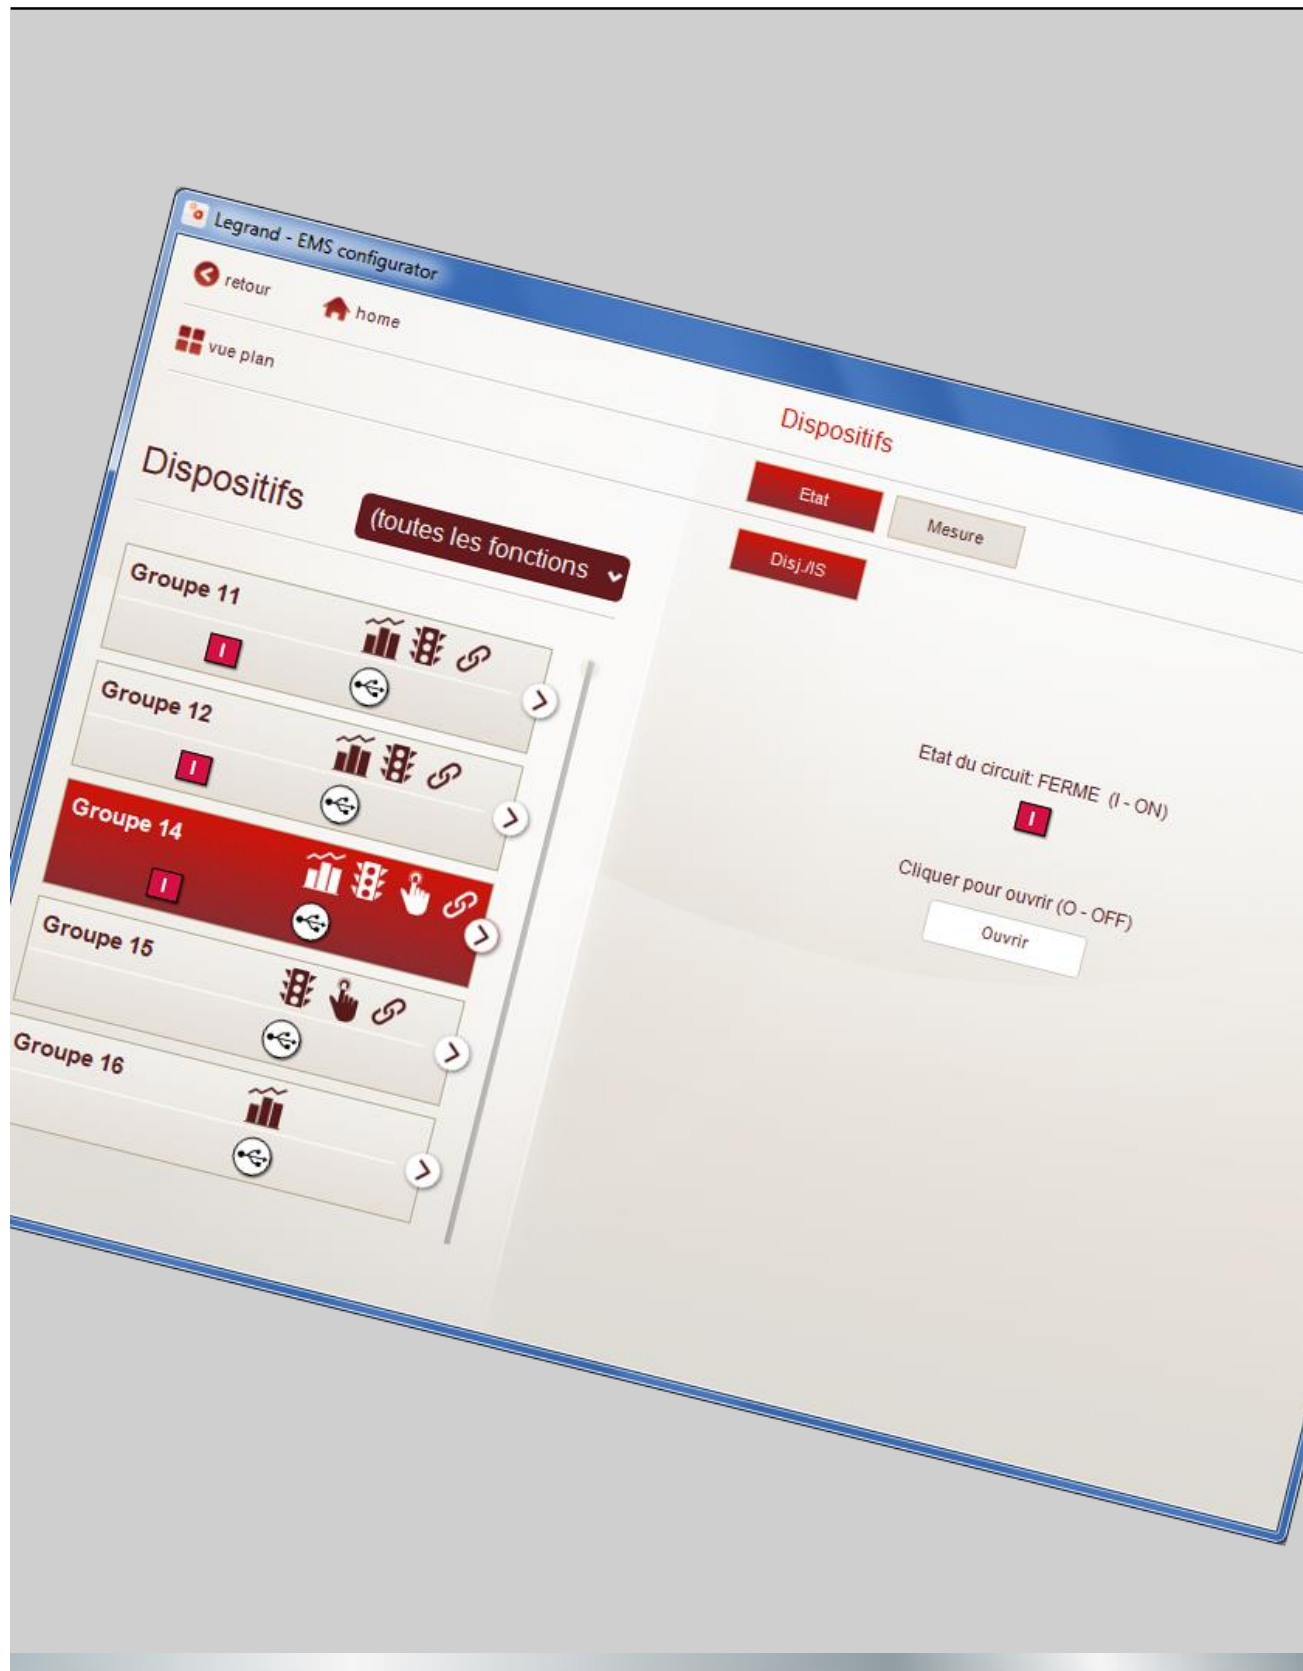 Legrand - EMS configurator
retour
home
vue plan
Dispositifs
Dispositifs
(toutes les fonctions
Etat
Mesure
Disj./IS
Groupe 11
I
Groupe 12
I
Groupe 14
I
Groupe 15
Groupe 16
Etat du circuit: FERME (I - ON)
I
Cliquer pour ouvrir (O - OFF)
Ouvrir